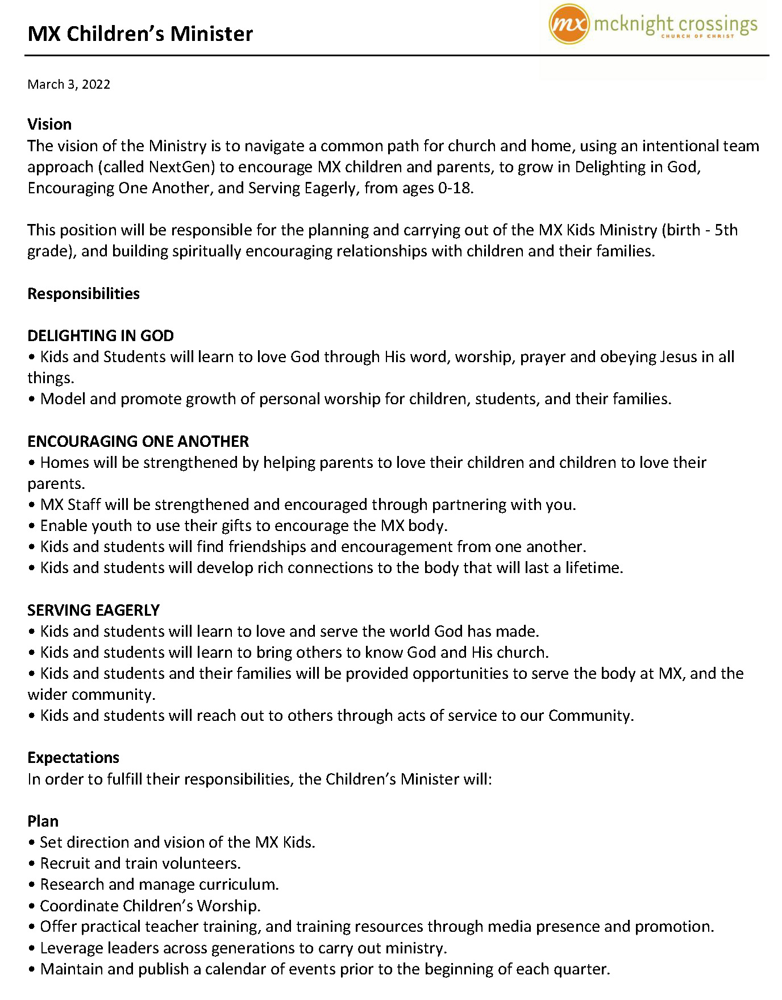 MX Children’s Minister
mx mcknight crossings
CHURCH OF CHRIST
March 3, 2022
Vision
The vision of the Ministry is to navigate a common path for church and home, using an intentional team
approach (called NextGen) to encourage MX children and parents, to grow in Delighting in God,
Encouraging One Another, and Serving Eagerly, from ages 0-18.
This position will be responsible for the planning and carrying out of the MX Kids Ministry (birth - 5th
grade), and building spiritually encouraging relationships with children and their families.
Responsibilities
DELIGHTING IN GOD
• Kids and Students will learn to love God through His word, worship, prayer and obeying Jesus in all
things.
• Model and promote growth of personal worship for children, students, and their families.
ENCOURAGING ONE ANOTHER
• Homes will be strengthened by helping parents to love their children and children to love their
parents.
• MX Staff will be strengthened and encouraged through partnering with you.
• Enable youth to use their gifts to encourage the MX body.
• Kids and students will find friendships and encouragement from one another.
• Kids and students will develop rich connections to the body that will last a lifetime.
SERVING EAGERLY
• Kids and students will learn to love and serve the world God has made.
• Kids and students will learn to bring others to know God and His church.
• Kids and students and their families will be provided opportunities to serve the body at MX, and the
wider community.
• Kids and students will reach out to others through acts of service to our Community.
Expectations
In order to fulfill their responsibilities, the Children’s Minister will:
Plan
• Set direction and vision of the MX Kids.
• Recruit and train volunteers.
• Research and manage curriculum.
• Coordinate Children’s Worship.
• Offer practical teacher training, and training resources through media presence and promotion.
• Leverage leaders across generations to carry out ministry.
• Maintain and publish a calendar of events prior to the beginning of each quarter.